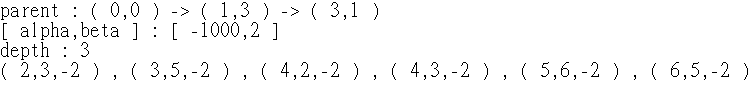 parent : ( 0,0 ) -> ( 1,3 ) -> ( 3,1 )
[ alpha,beta ] : [ -1000,2 ]
depth : 3
( 2,3,-2 ) , ( 3,5,-2 ) , ( 4,2,-2 ) , ( 4,3,-2 ) , ( 5,6,-2 ) , ( 6,5,-2 )